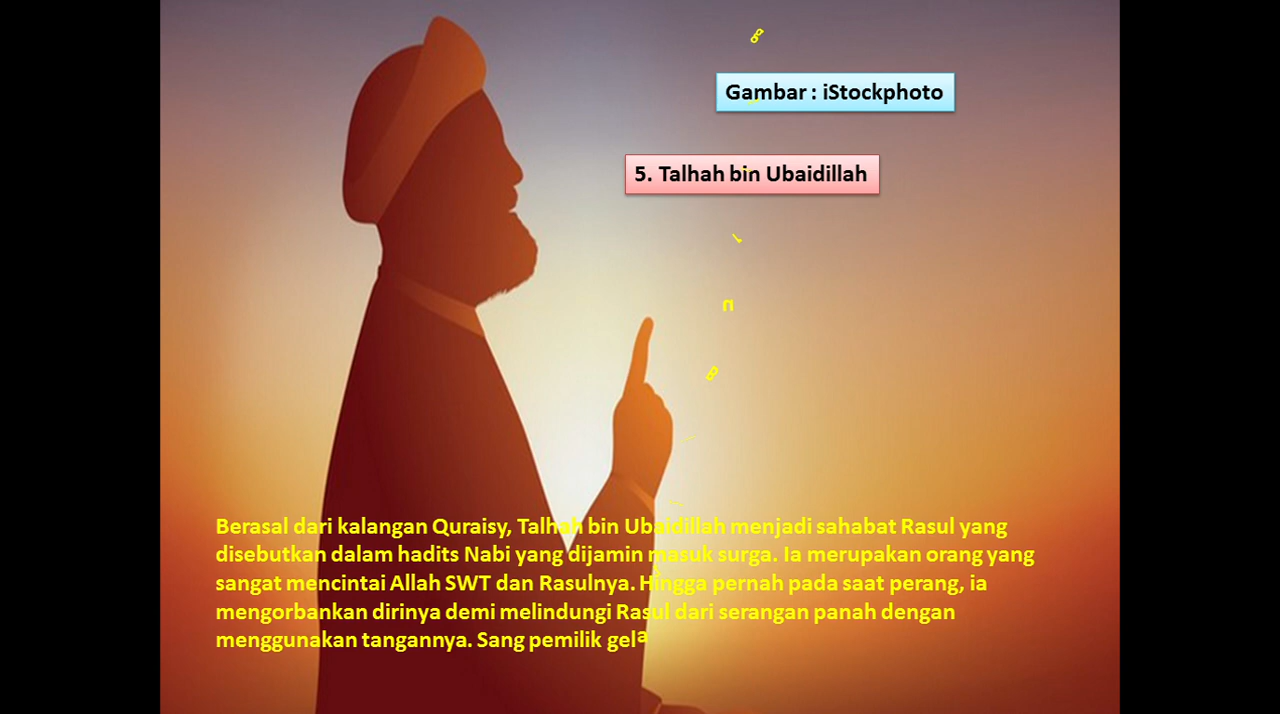 Gambar : iStockphoto
5. Talhah bin Ubaidillah
Berasal dari kalangan Quraisy, Talhah bin Ubaidillah menjadi sahabat Rasul yang
disebutkan dalam hadits Nabi yang dijamin masuk surga. Ia merupakan orang yang
sangat mencintai Allah SWT dan Rasulnya. Hingga pernah pada saat perang, ia
mengorbankan dirinya demi melindungi Rasul dari serangan panah dengan
menggunakan tangannya. Sang pemilik gela